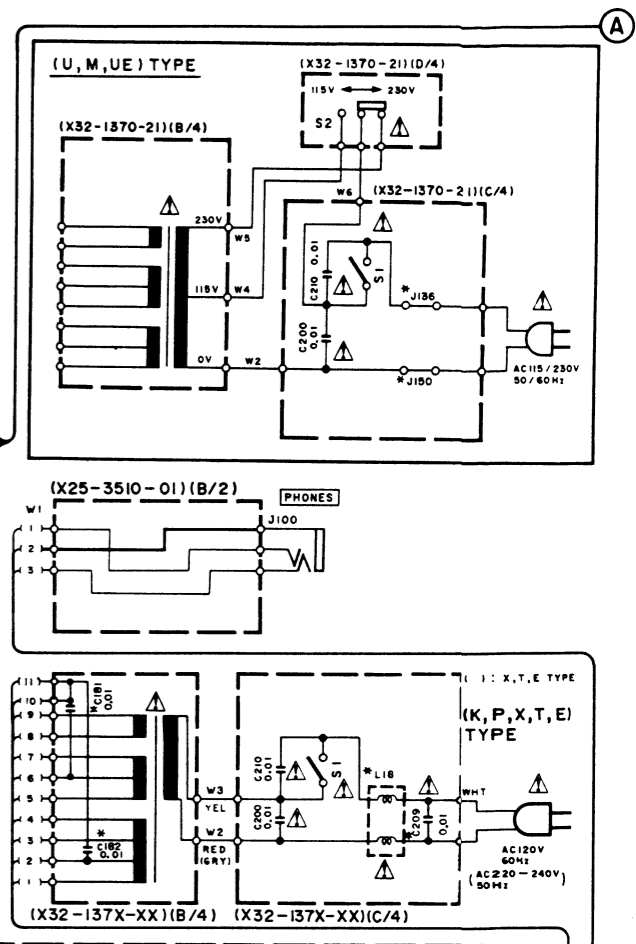 A
(U,M,UE) TYPE
(X32-1370-21)(D/4)
115V 230V
S2
(X32-1370-21)(B/4)
W6
(X32-1370-21)(C/4)
230V
W5
C210
0.01
S1
115V
W4
*
J136
C200
0.01
0V
W2
*J150
AC115/230V
50/60Hz
(X25-3510-01)(B/2)
PHONES
W1
J100
1
2
3
( ): X,T,E TYPE
(K,P,X,T,E)
TYPE
11
10
9
8
7
6
5
4
3
2
1
*C181
0.01
*
C182
0.01
W3
YEL
W2
RED
(GRY)
C210
0.01
S1
C200
0.01
*
L18
*C209
0.01
WHT
AC120V
60Hz
(AC220-240V)
50Hz
(X32-137X-XX)(B/4)
(X32-137X-XX)(C/4)